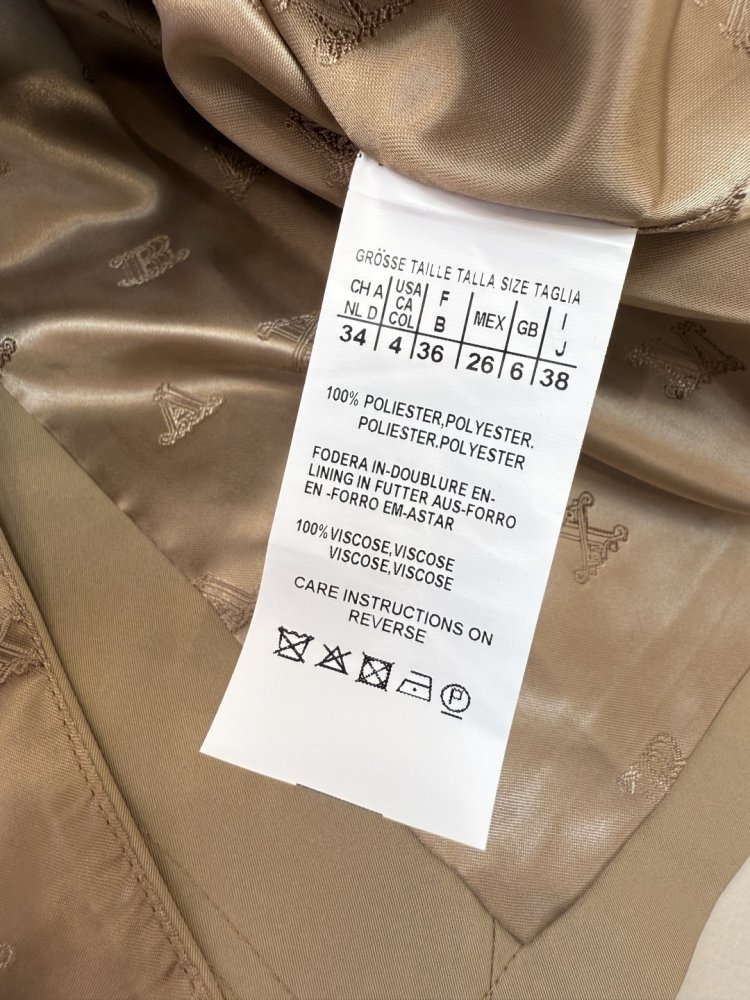 GRÖSSE TAILLE TALLA SIZE TAGLIA
CH A NL D | USA CA COL | F B | MEX | GB | I J
34 | 4 | 36 | 26 | 6 | 38
100% POLIESTER,POLYESTER.
POLIESTER.POLYESTER
FODERA IN-DOUBLURE EN-
LINING IN FUTTER AUS-FORRO
EN -FORRO EM-ASTAR
100%VISCOSE,VISCOSE
VISCOSE,VISCOSE
CARE INSTRUCTIONS ON
REVERSE
P